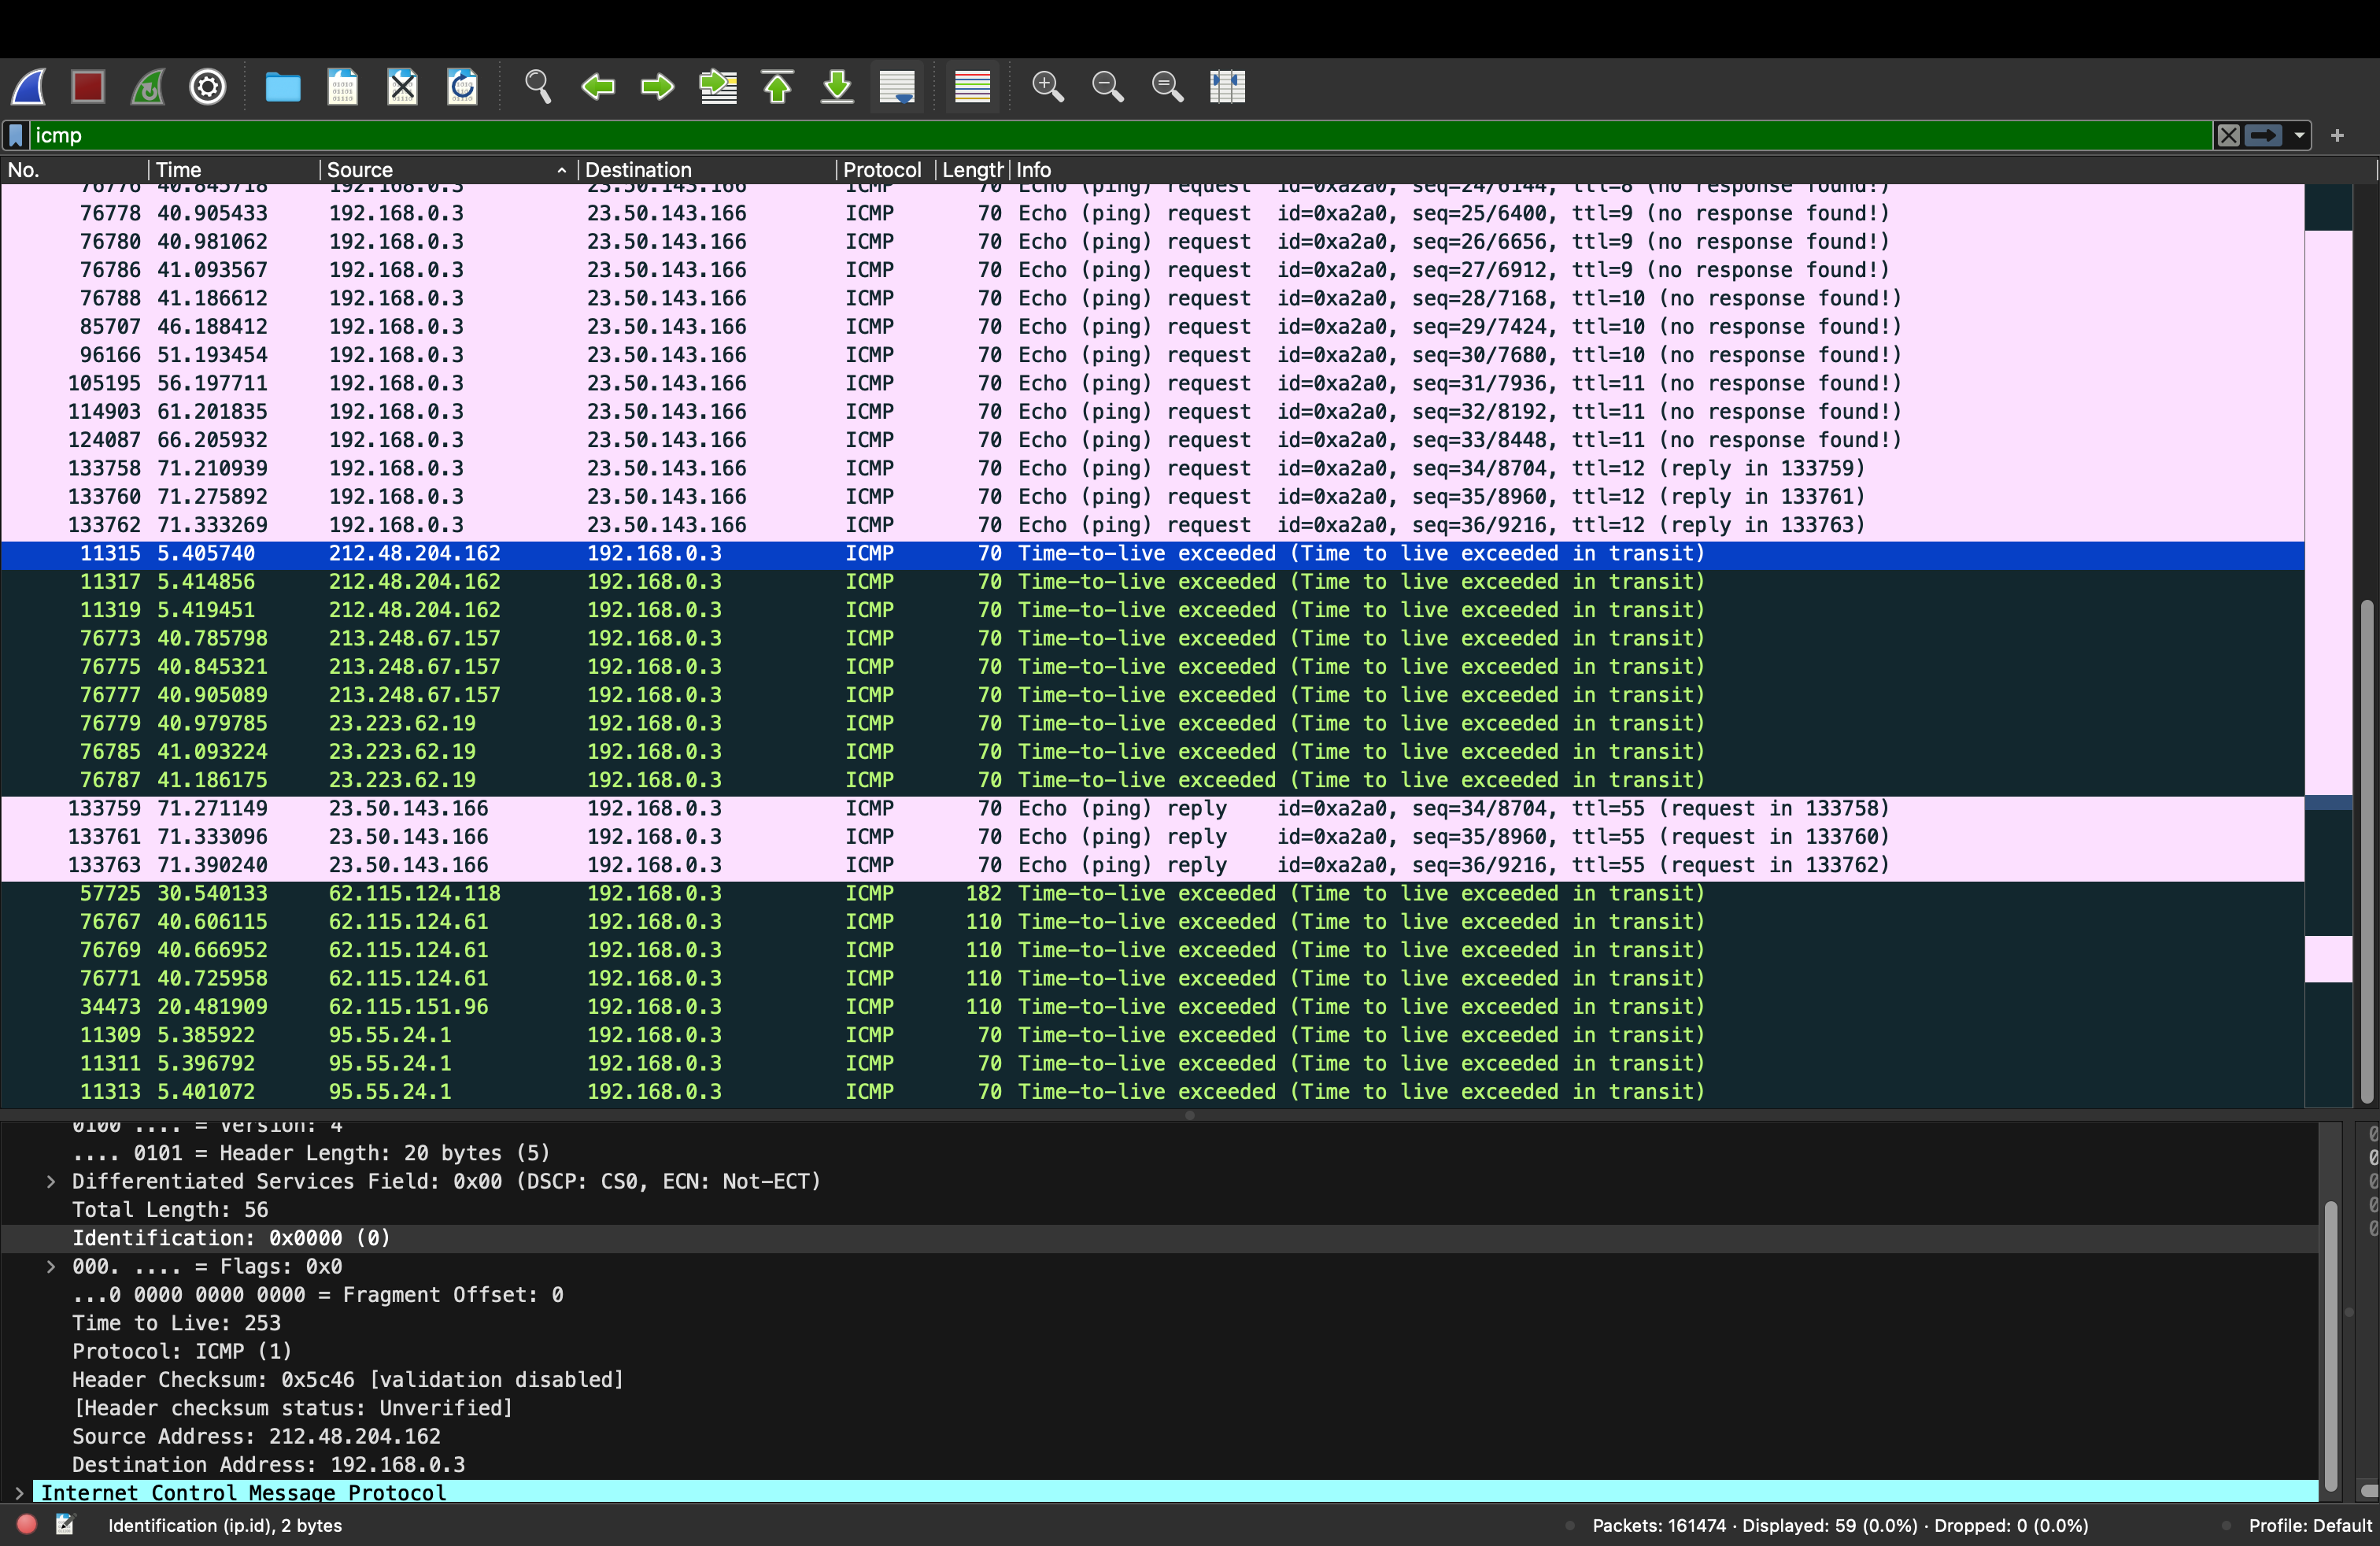 icmp
No. Time Source Destination Protocol Length Info
76776 40.845718 192.168.0.3 23.50.143.166 ICMP 70 Echo (ping) request id=0xa2a0, seq=24/6144, ttl=8 (no response found!)
76778 40.905433 192.168.0.3 23.50.143.166 ICMP 70 Echo (ping) request id=0xa2a0, seq=25/6400, ttl=9 (no response found!)
76780 40.981062 192.168.0.3 23.50.143.166 ICMP 70 Echo (ping) request id=0xa2a0, seq=26/6656, ttl=9 (no response found!)
76786 41.093567 192.168.0.3 23.50.143.166 ICMP 70 Echo (ping) request id=0xa2a0, seq=27/6912, ttl=9 (no response found!)
76788 41.186612 192.168.0.3 23.50.143.166 ICMP 70 Echo (ping) request id=0xa2a0, seq=28/7168, ttl=10 (no response found!)
85707 46.188412 192.168.0.3 23.50.143.166 ICMP 70 Echo (ping) request id=0xa2a0, seq=29/7424, ttl=10 (no response found!)
96166 51.193454 192.168.0.3 23.50.143.166 ICMP 70 Echo (ping) request id=0xa2a0, seq=30/7680, ttl=10 (no response found!)
105195 56.197711 192.168.0.3 23.50.143.166 ICMP 70 Echo (ping) request id=0xa2a0, seq=31/7936, ttl=11 (no response found!)
114903 61.201835 192.168.0.3 23.50.143.166 ICMP 70 Echo (ping) request id=0xa2a0, seq=32/8192, ttl=11 (no response found!)
124087 66.205932 192.168.0.3 23.50.143.166 ICMP 70 Echo (ping) request id=0xa2a0, seq=33/8448, ttl=11 (no response found!)
133758 71.210939 192.168.0.3 23.50.143.166 ICMP 70 Echo (ping) request id=0xa2a0, seq=34/8704, ttl=12 (reply in 133759)
133760 71.275892 192.168.0.3 23.50.143.166 ICMP 70 Echo (ping) request id=0xa2a0, seq=35/8960, ttl=12 (reply in 133761)
133762 71.333269 192.168.0.3 23.50.143.166 ICMP 70 Echo (ping) request id=0xa2a0, seq=36/9216, ttl=12 (reply in 133763)
11315 5.405740 212.48.204.162 192.168.0.3 ICMP 70 Time-to-live exceeded (Time to live exceeded in transit)
11317 5.414856 212.48.204.162 192.168.0.3 ICMP 70 Time-to-live exceeded (Time to live exceeded in transit)
11319 5.419451 212.48.204.162 192.168.0.3 ICMP 70 Time-to-live exceeded (Time to live exceeded in transit)
76773 40.785798 213.248.67.157 192.168.0.3 ICMP 70 Time-to-live exceeded (Time to live exceeded in transit)
76775 40.845321 213.248.67.157 192.168.0.3 ICMP 70 Time-to-live exceeded (Time to live exceeded in transit)
76777 40.905089 213.248.67.157 192.168.0.3 ICMP 70 Time-to-live exceeded (Time to live exceeded in transit)
76779 40.979785 23.223.62.19 192.168.0.3 ICMP 70 Time-to-live exceeded (Time to live exceeded in transit)
76785 41.093224 23.223.62.19 192.168.0.3 ICMP 70 Time-to-live exceeded (Time to live exceeded in transit)
76787 41.186175 23.223.62.19 192.168.0.3 ICMP 70 Time-to-live exceeded (Time to live exceeded in transit)
133759 71.271149 23.50.143.166 192.168.0.3 ICMP 70 Echo (ping) reply id=0xa2a0, seq=34/8704, ttl=55 (request in 133758)
133761 71.333096 23.50.143.166 192.168.0.3 ICMP 70 Echo (ping) reply id=0xa2a0, seq=35/8960, ttl=55 (request in 133760)
133763 71.390240 23.50.143.166 192.168.0.3 ICMP 70 Echo (ping) reply id=0xa2a0, seq=36/9216, ttl=55 (request in 133762)
57725 30.540133 62.115.124.118 192.168.0.3 ICMP 182 Time-to-live exceeded (Time to live exceeded in transit)
76767 40.606115 62.115.124.61 192.168.0.3 ICMP 110 Time-to-live exceeded (Time to live exceeded in transit)
76769 40.666952 62.115.124.61 192.168.0.3 ICMP 110 Time-to-live exceeded (Time to live exceeded in transit)
76771 40.725958 62.115.124.61 192.168.0.3 ICMP 110 Time-to-live exceeded (Time to live exceeded in transit)
34473 20.481909 62.115.151.96 192.168.0.3 ICMP 110 Time-to-live exceeded (Time to live exceeded in transit)
11309 5.385922 95.55.24.1 192.168.0.3 ICMP 70 Time-to-live exceeded (Time to live exceeded in transit)
11311 5.396792 95.55.24.1 192.168.0.3 ICMP 70 Time-to-live exceeded (Time to live exceeded in transit)
11313 5.401072 95.55.24.1 192.168.0.3 ICMP 70 Time-to-live exceeded (Time to live exceeded in transit)
0100 .... = Version: 4
.... 0101 = Header Length: 20 bytes (5)
Differentiated Services Field: 0x00 (DSCP: CS0, ECN: Not-ECT)
Total Length: 56
Identification: 0x0000 (0)
000. .... = Flags: 0x0
...0 0000 0000 0000 = Fragment Offset: 0
Time to Live: 253
Protocol: ICMP (1)
Header Checksum: 0x5c46 [validation disabled]
[Header checksum status: Unverified]
Source Address: 212.48.204.162
Destination Address: 192.168.0.3
Internet Control Message Protocol
Identification (ip.id), 2 bytes Packets: 161474 · Displayed: 59 (0.0%) · Dropped: 0 (0.0%) Profile: Default